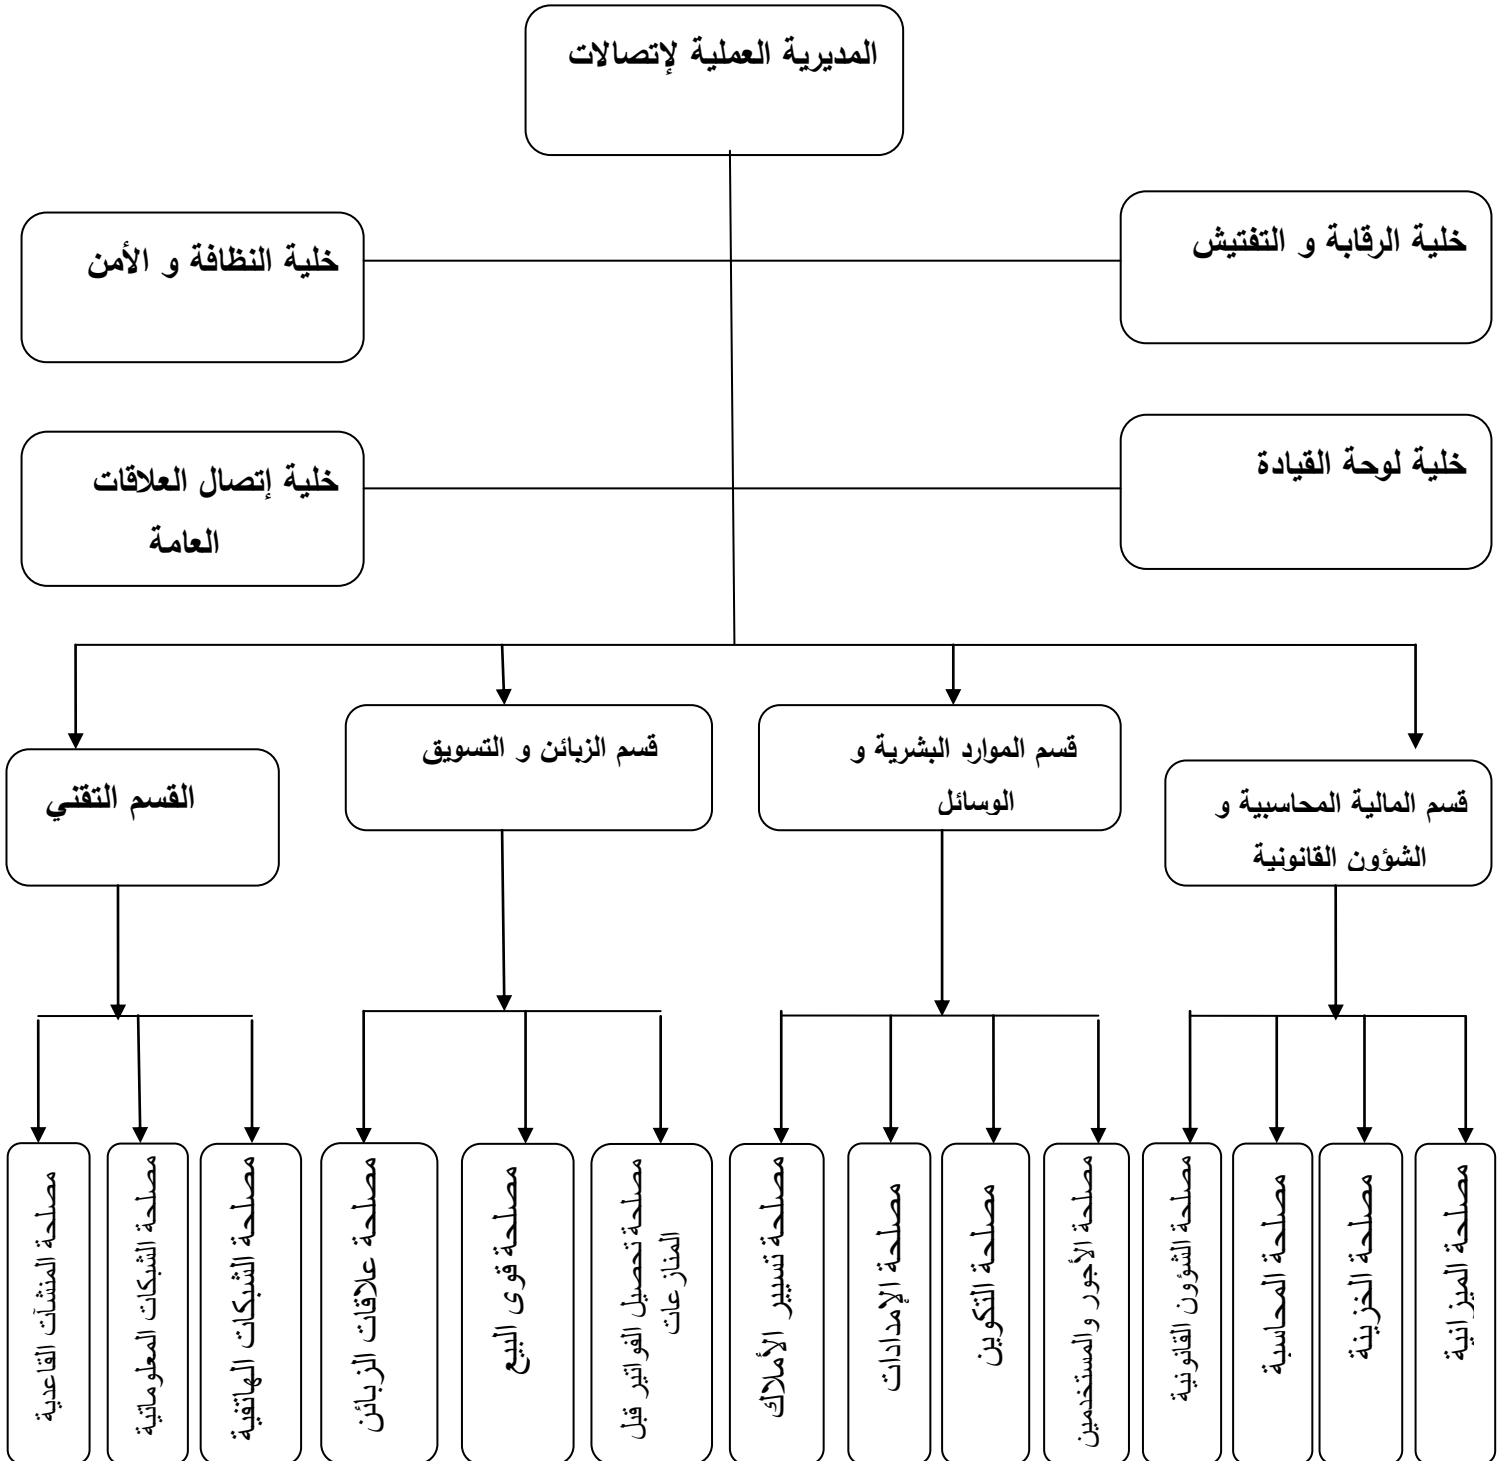 المديرية العملية لإتصالات
خلية الرقابة و التفتيش
خلية النظافة و الأمن
خلية لوحة القيادة
خلية إتصال العلاقات
العامة
قسم المالية المحاسبية و
الشؤون القانونية
قسم الموارد البشرية و
الوسائل
قسم الزبائن و التسويق
القسم التقني
مصلحة الميزانية
مصلحة الخزينة
مصلحة المحاسبة
مصلحة الشؤون القانونية
مصلحة الأجور والمستخدمين
مصلحة التكوين
مصلحة الإمدادات
مصلحة تسيير الأملاك
مصلحة تحصيل الفواتير قبل
المنازعات
مصلحة قوى البيع
مصلحة علاقات الزبائن
مصلحة الشبكات الهاتفية
مصلحة الشبكات المعلوماتية
مصلحة المنشآت القاعدية